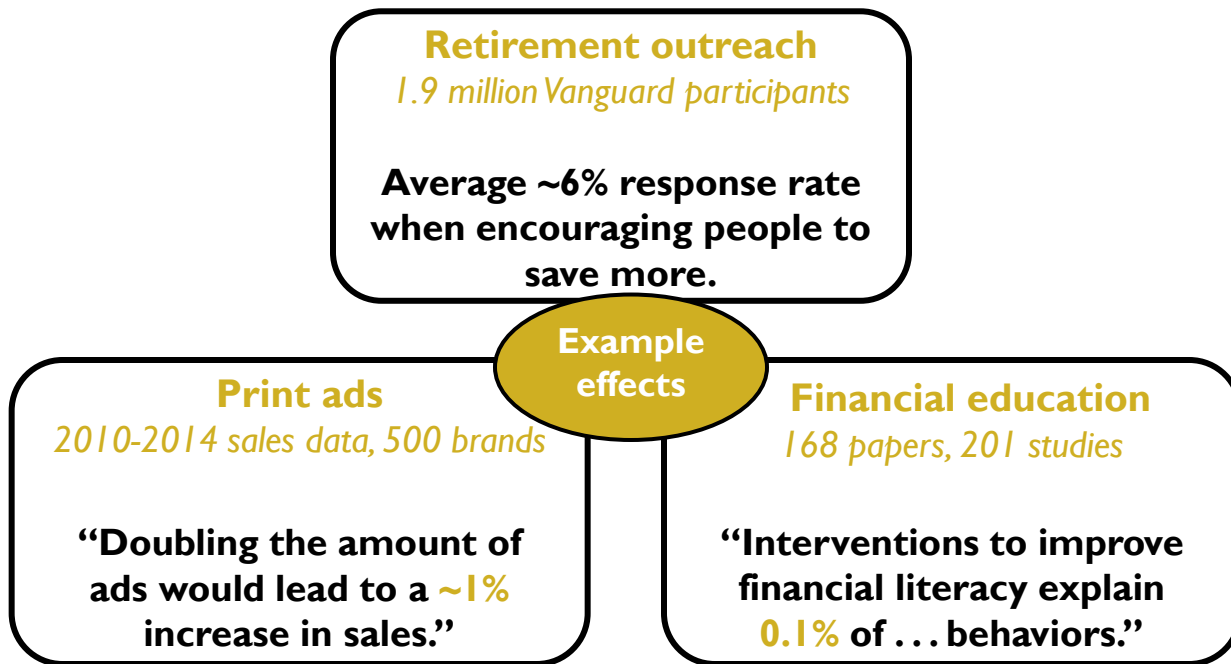 Retirement outreach
1.9 million Vanguard participants
Average ~6% response rate
when encouraging people to
save more.
Example
effects
Print ads
2010-2014 sales data, 500 brands
“Doubling the amount of
ads would lead to a ~1%
increase in sales.”
Financial education
168 papers, 201 studies
“Interventions to improve
financial literacy explain
0.1% of . . . behaviors.”